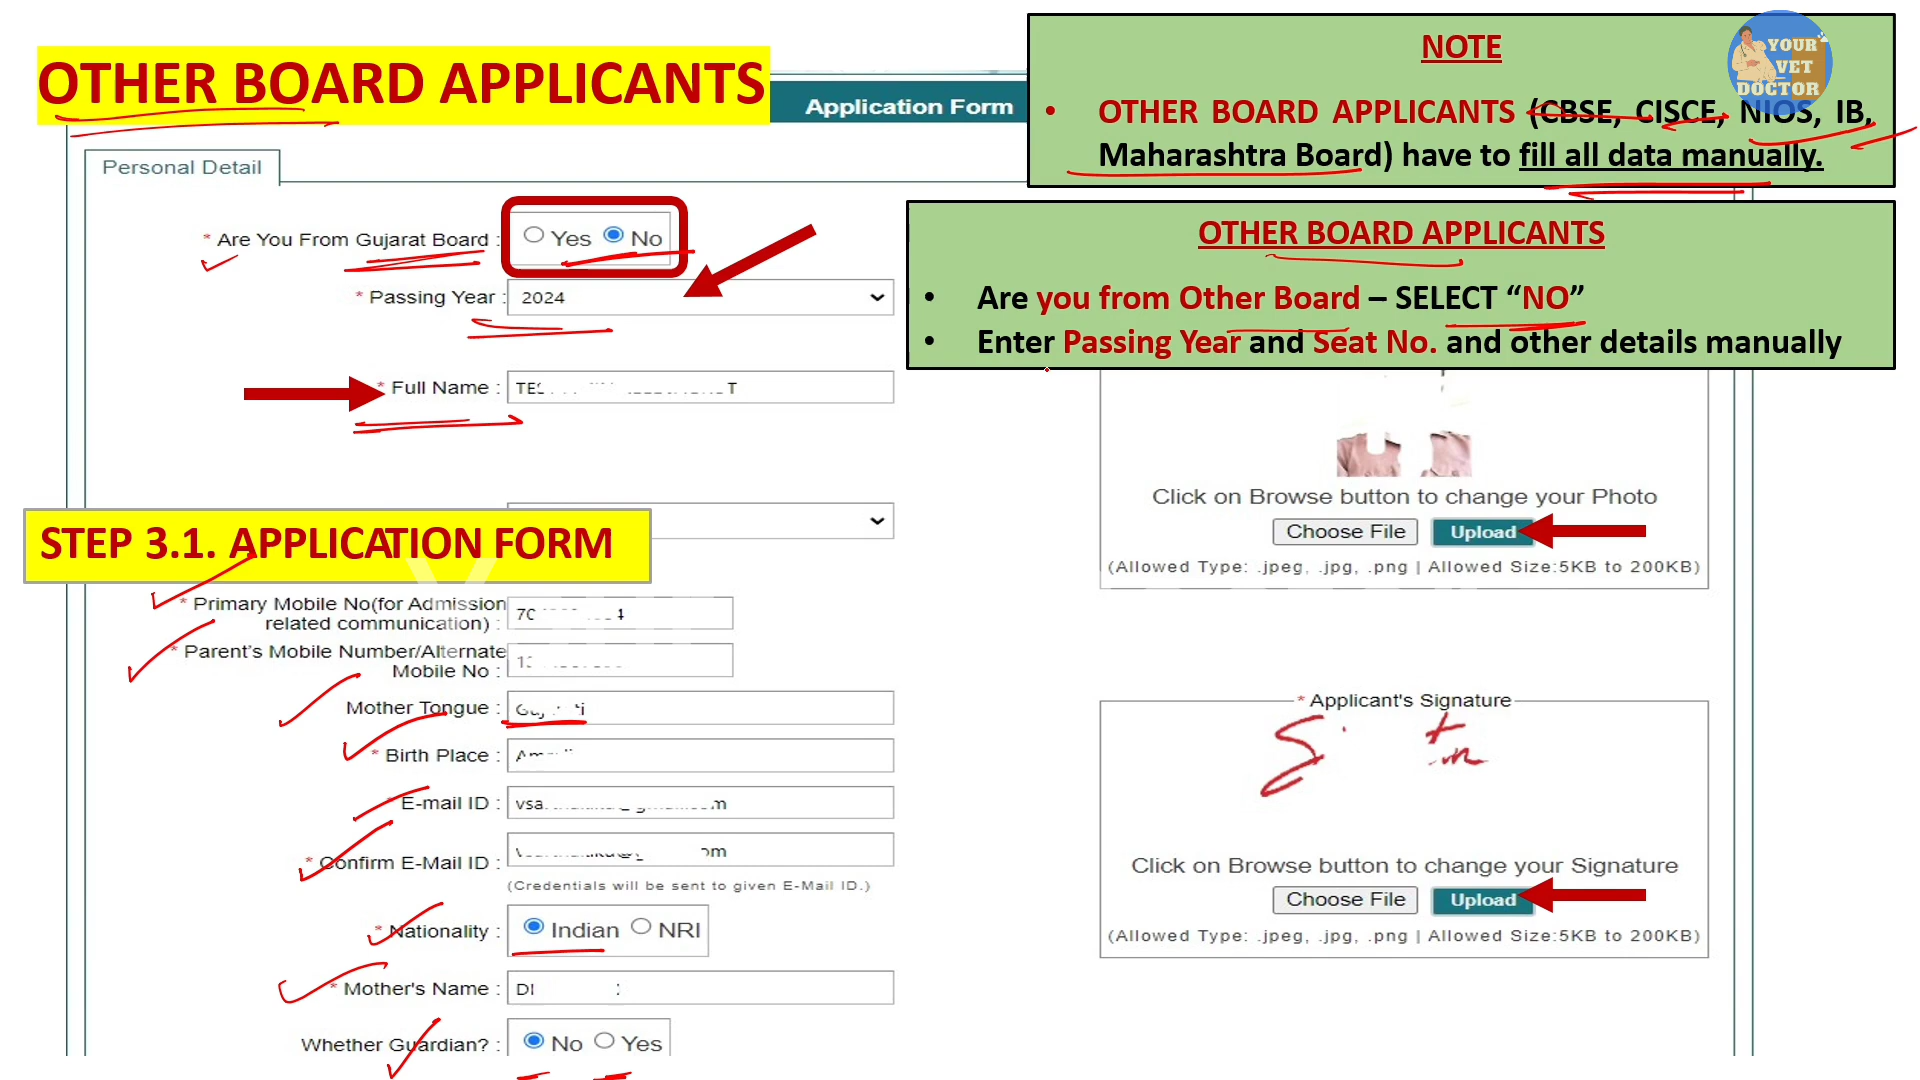 OTHER BOARD APPLICANTS
Application Form
Personal Detail
* Are You From Gujarat Board :
Yes No
* Passing Year :
2024
* Full Name :
STEP 3.1. APPLICATION FORM
* Primary Mobile No(for Admission
related communication) :
* Parent's Mobile Number/Alternate
Mobile No :
Mother Tongue :
* Birth Place :
* E-mail ID :
* Confirm E-Mail ID :
(Credentials will be sent to given E-Mail ID.)
* Nationality :
Indian NRI
* Mother's Name :
Whether Guardian? :
No Yes
NOTE
• OTHER BOARD APPLICANTS (CBSE, CISCE, NIOS, IB,
Maharashtra Board) have to fill all data manually.
YOUR
VET
DOCTOR
OTHER BOARD APPLICANTS
• Are you from Other Board – SELECT “NO”
• Enter Passing Year and Seat No. and other details manually
Click on Browse button to change your Photo
Choose File Upload
(Allowed Type: .jpeg, .jpg, .png | Allowed Size:5KB to 200KB)
* Applicant's Signature
Click on Browse button to change your Signature
Choose File Upload
(Allowed Type: .jpeg, .jpg, .png | Allowed Size:5KB to 200KB)